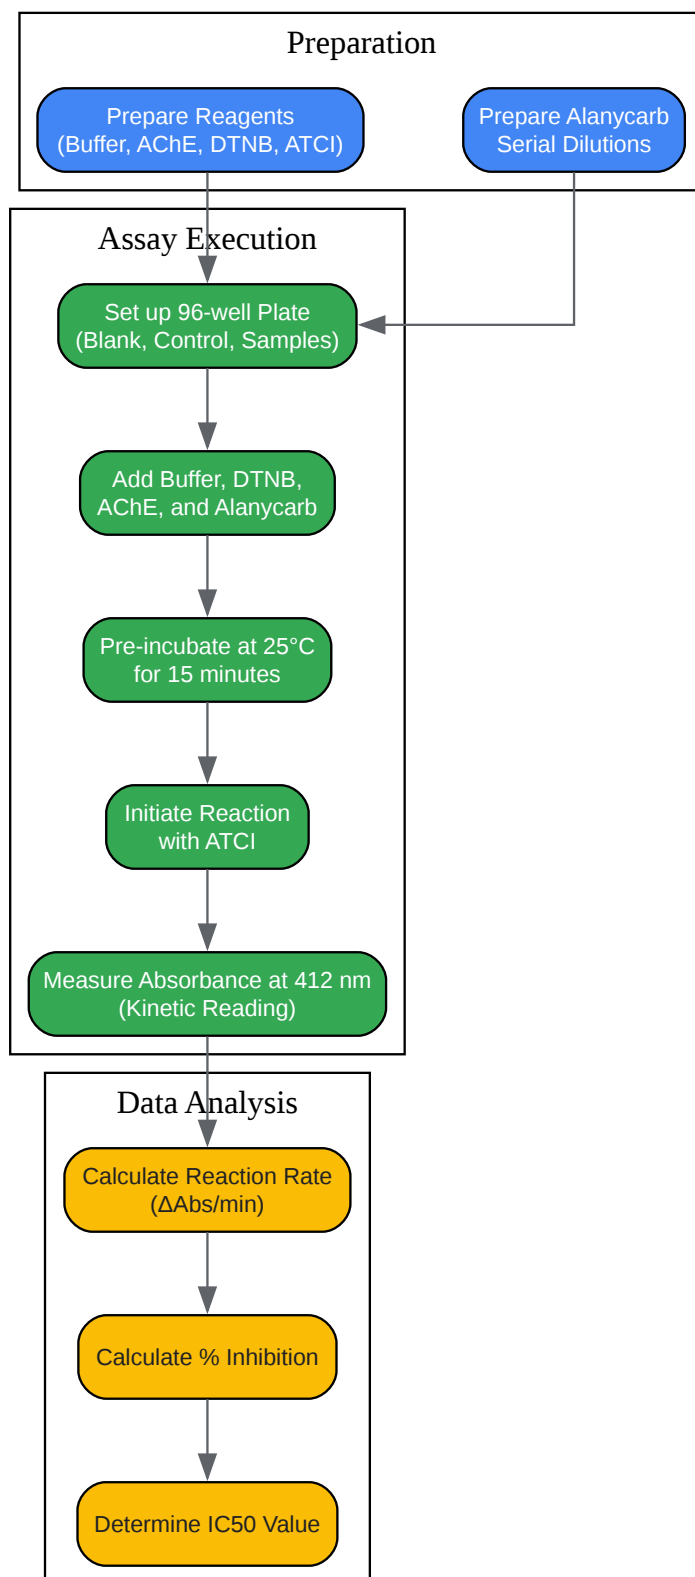 Preparation
Prepare Reagents
(Buffer, AChE, DTNB, ATCI)
Prepare Alanycarb
Serial Dilutions
Assay Execution
Set up 96-well Plate
(Blank, Control, Samples)
Add Buffer, DTNB,
AChE, and Alanycarb
Pre-incubate at 25°C
for 15 minutes
Initiate Reaction
with ATCI
Measure Absorbance at 412 nm
(Kinetic Reading)
Data Analysis
Calculate Reaction Rate
(ΔAbs/min)
Calculate % Inhibition
Determine IC50 Value